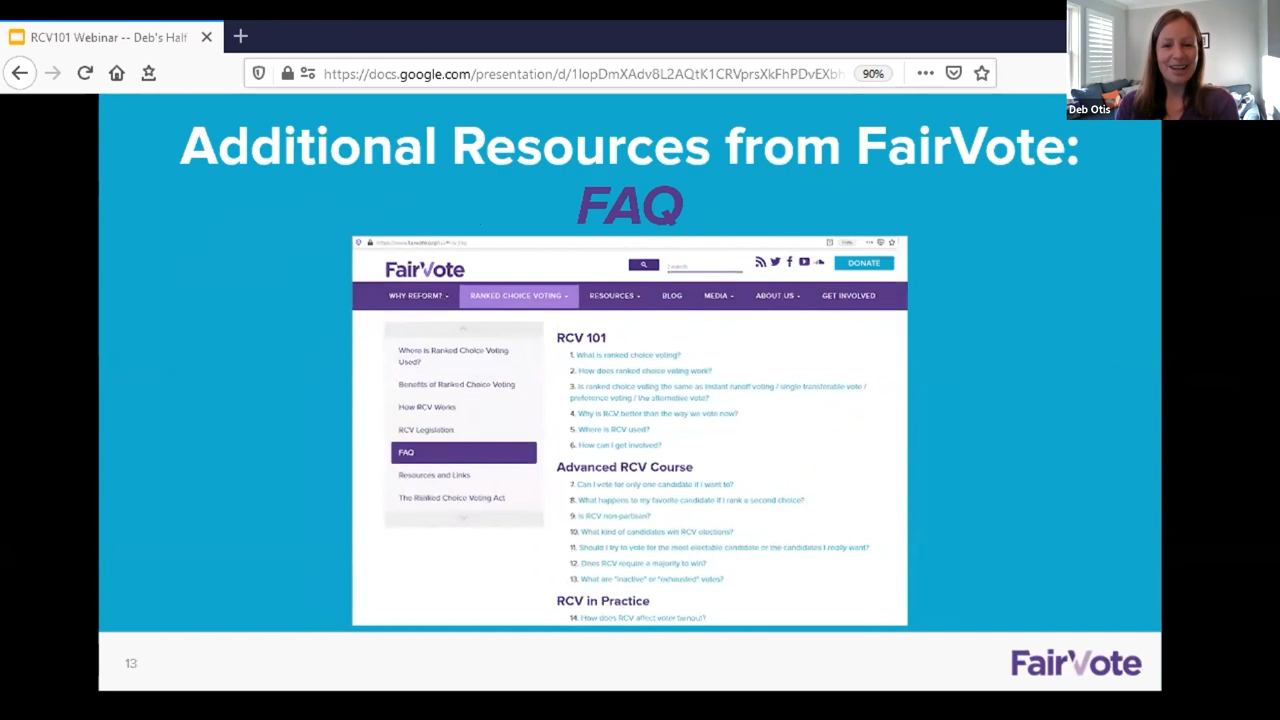 RCV101 Webinar -- Deb's Half
https://docs.google.com/presentation/d/1IopDmXAdv8L2AQtK1CRVprsXkFhPDvEXbh
90%
Deb Otis
Additional Resources from FairVote:
FAQ
FairVote
DONATE
WHY REFORM?
RANKED CHOICE VOTING
RESOURCES
BLOG
MEDIA
ABOUT US
GET INVOLVED
Where is Ranked Choice Voting
Used?
Benefits of Ranked Choice Voting
How RCV Works
RCV Legislation
FAQ
Resources and Links
The Ranked Choice Voting Act
RCV 101
1. What is ranked choice voting?
2. How does ranked choice voting work?
3. Is ranked choice voting the same as instant runoff voting / single transferable vote /
preference voting / the alternative vote?
4. Why is RCV better than the way we vote now?
5. Where is RCV used?
6. How can I get involved?
Advanced RCV Course
7. Can I vote for only one candidate if I want to?
8. What happens to my favorite candidate if I rank a second choice?
9. Is RCV non-partisan?
10. What kind of candidates win RCV elections?
11. Should I try to vote for the most electable candidate or the candidates I really want?
12. Does RCV require a majority to win?
13. What are "inactive" or "exhausted" votes?
RCV in Practice
14. How does RCV affect voter turnout?
13
FairVote